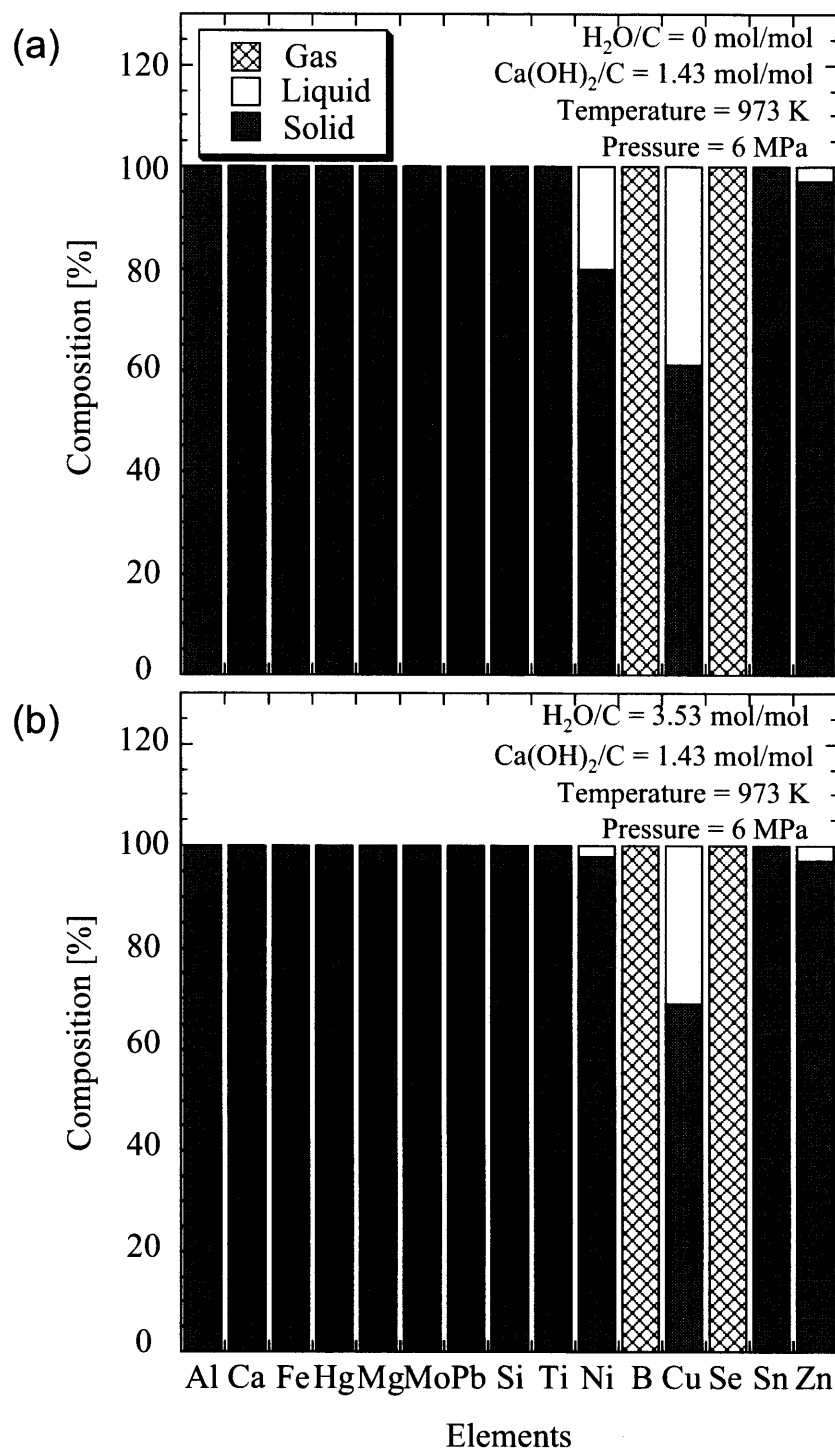 (a)
Gas
Liquid
Solid
H₂O/C = 0 mol/mol
Ca(OH)₂/C = 1.43 mol/mol
Temperature = 973 K
Pressure = 6 MPa
120
100
80
60
40
20
0
Composition [%]
(b)
H₂O/C = 3.53 mol/mol
Ca(OH)₂/C = 1.43 mol/mol
Temperature = 973 K
Pressure = 6 MPa
120
100
80
60
40
20
0
Composition [%]
Al Ca Fe Hg Mg Mo Pb Si Ti Ni B Cu Se Sn Zn
Elements